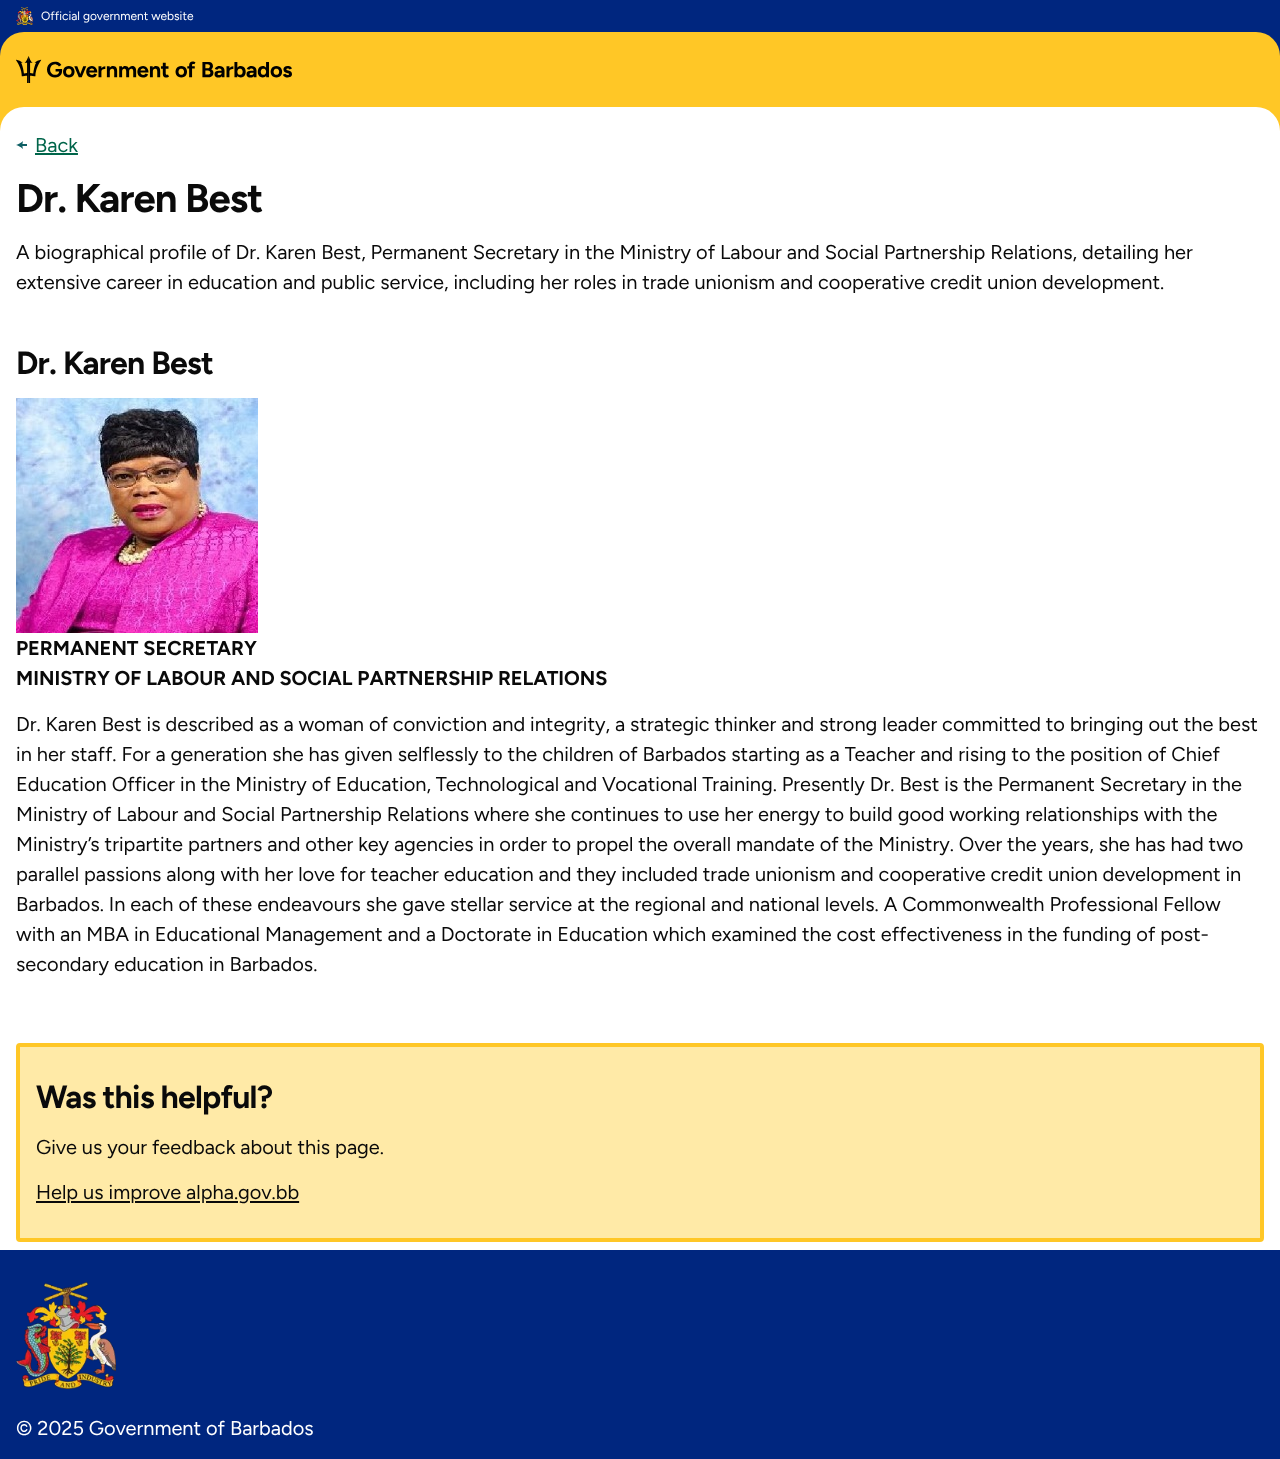 Official government website
Government of Barbados
Back
Dr. Karen Best
A biographical profile of Dr. Karen Best, Permanent Secretary in the Ministry of Labour and Social Partnership Relations, detailing her
extensive career in education and public service, including her roles in trade unionism and cooperative credit union development.
Dr. Karen Best
PERMANENT SECRETARY
MINISTRY OF LABOUR AND SOCIAL PARTNERSHIP RELATIONS
Dr. Karen Best is described as a woman of conviction and integrity, a strategic thinker and strong leader committed to bringing out the best
in her staff. For a generation she has given selflessly to the children of Barbados starting as a Teacher and rising to the position of Chief
Education Officer in the Ministry of Education, Technological and Vocational Training. Presently Dr. Best is the Permanent Secretary in the
Ministry of Labour and Social Partnership Relations where she continues to use her energy to build good working relationships with the
Ministry’s tripartite partners and other key agencies in order to propel the overall mandate of the Ministry. Over the years, she has had two
parallel passions along with her love for teacher education and they included trade unionism and cooperative credit union development in
Barbados. In each of these endeavours she gave stellar service at the regional and national levels. A Commonwealth Professional Fellow
with an MBA in Educational Management and a Doctorate in Education which examined the cost effectiveness in the funding of post-
secondary education in Barbados.
Was this helpful?
Give us your feedback about this page.
Help us improve alpha.gov.bb
PRIDE AND INDUSTRY
© 2025 Government of Barbados